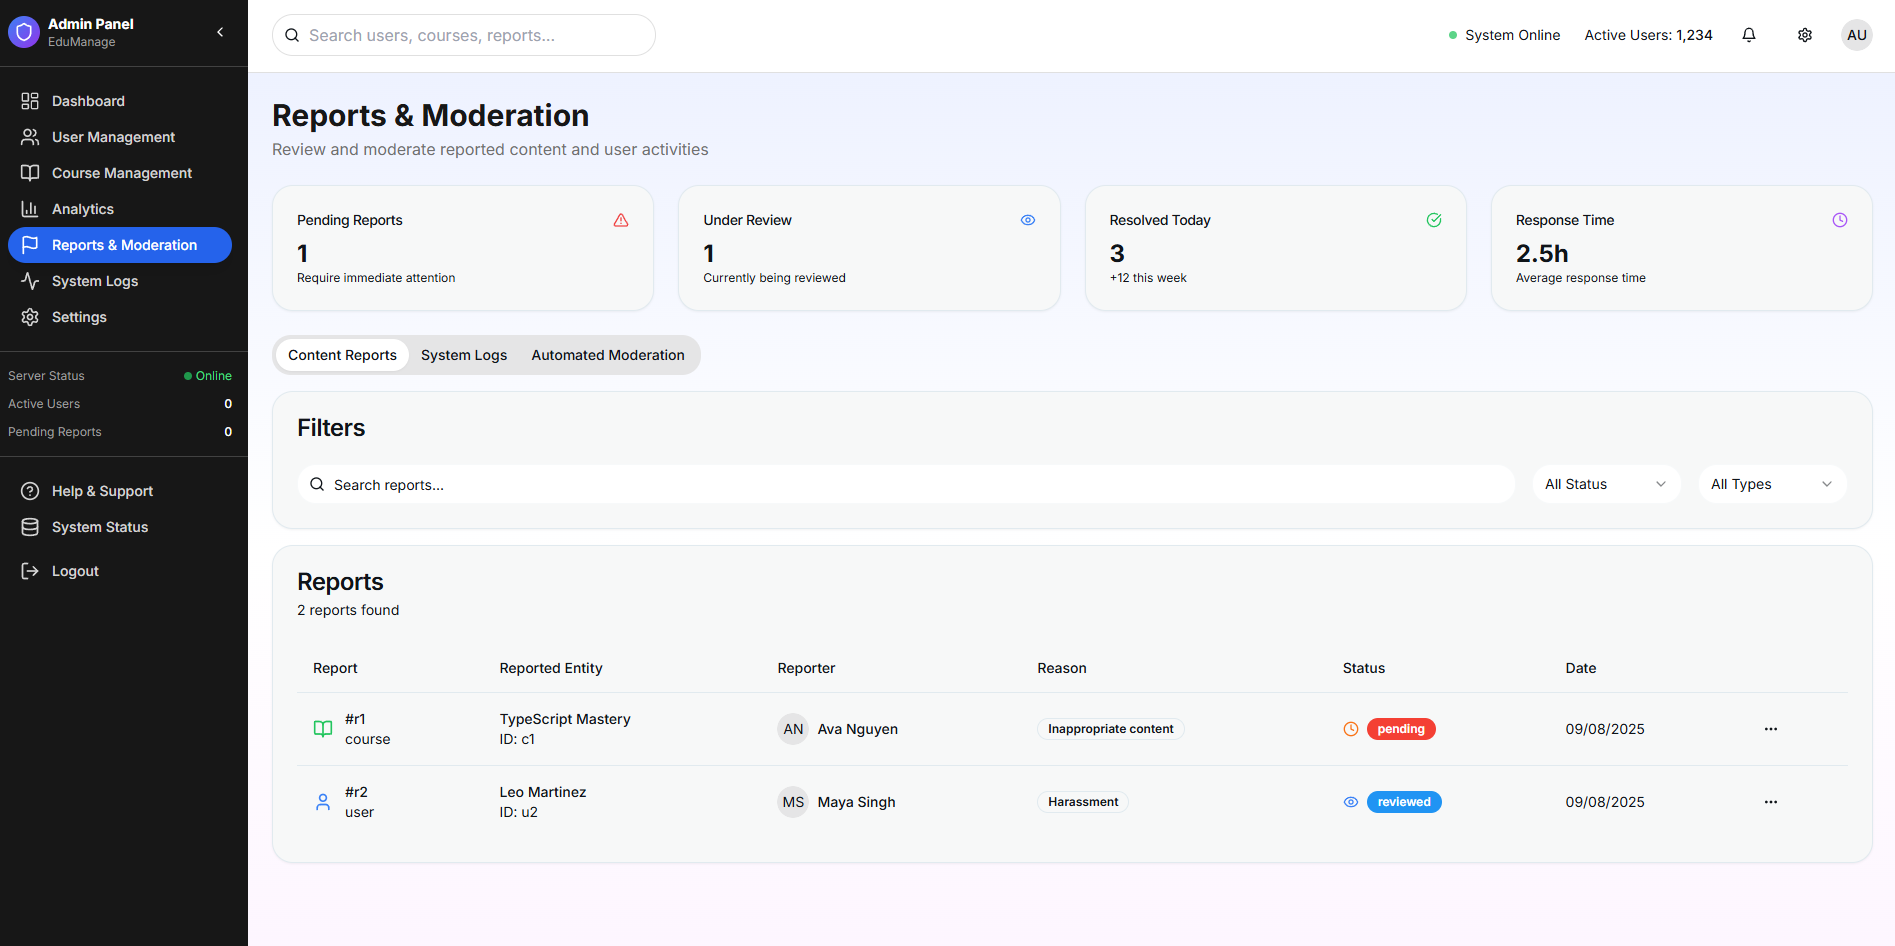 Admin Panel
EduManage
Dashboard
User Management
Course Management
Analytics
Reports & Moderation
System Logs
Settings
Server Status Online
Active Users 0
Pending Reports 0
Help & Support
System Status
Logout
Search users, courses, reports...
System Online Active Users: 1,234 AU
Reports & Moderation
Review and moderate reported content and user activities
Pending Reports
1
Require immediate attention
Under Review
1
Currently being reviewed
Resolved Today
3
+12 this week
Response Time
2.5h
Average response time
Content Reports System Logs Automated Moderation
Filters
Search reports... All Status All Types
Reports
2 reports found
Report Reported Entity Reporter Reason Status Date
#r1
course
TypeScript Mastery
ID: c1
AN Ava Nguyen Inappropriate content pending 09/08/2025
#r2
user
Leo Martinez
ID: u2
MS Maya Singh Harassment reviewed 09/08/2025